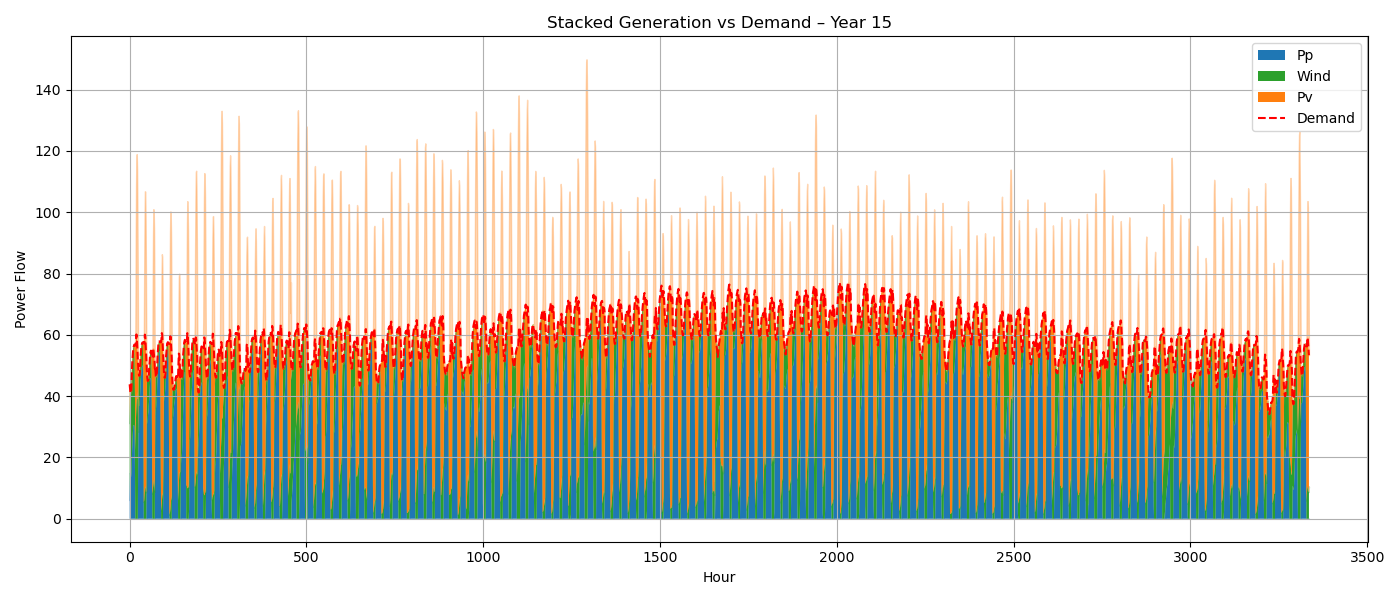 Stacked Generation vs Demand – Year 15
Power Flow
140
120
100
80
60
40
20
0
Pp
Wind
Pv
Demand
0 500 1000 1500 2000 2500 3000 3500
Hour